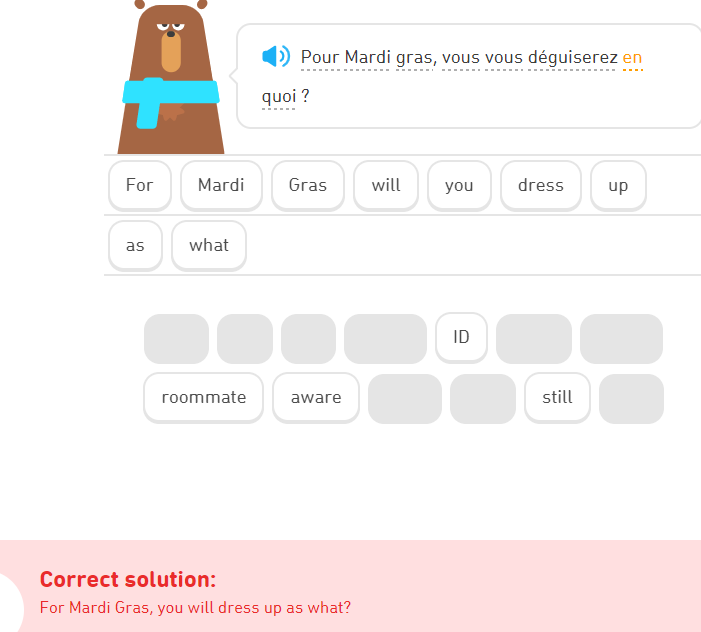 Pour Mardi gras, vous vous déguiserez en
quoi ?
For Mardi Gras will you dress up
as what
ID
roommate aware still
Correct solution:
For Mardi Gras, you will dress up as what?